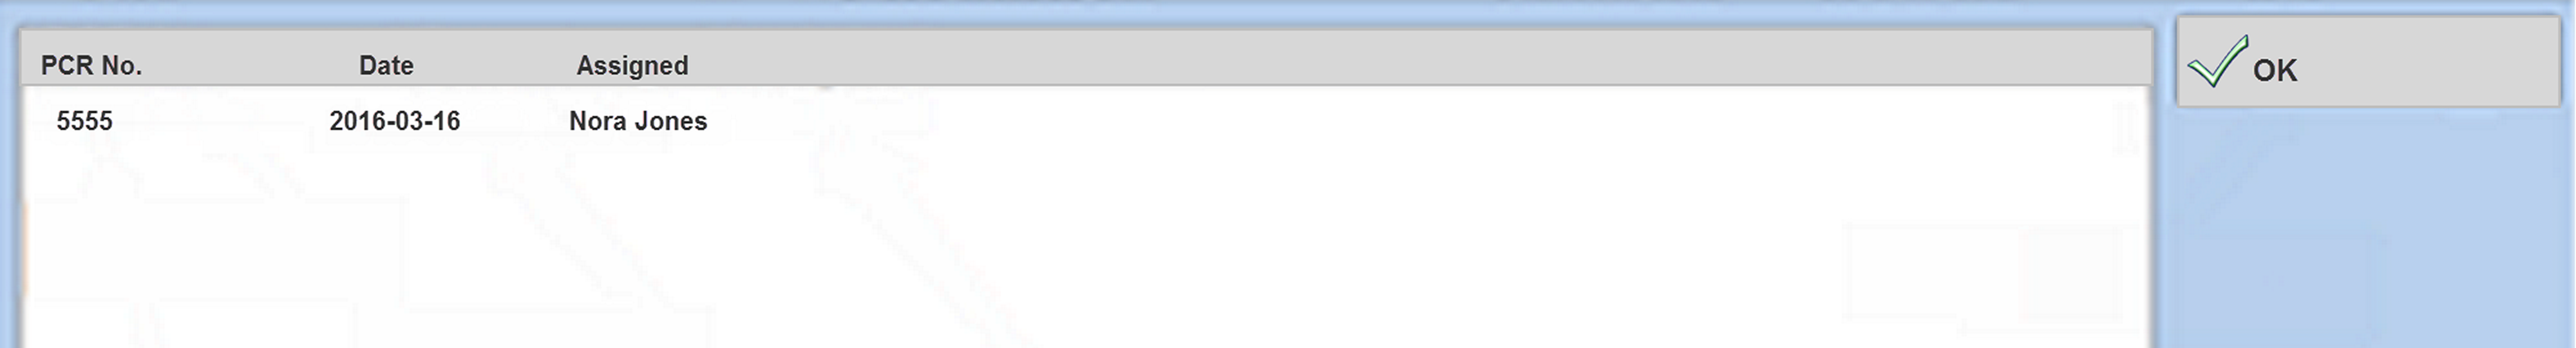 PCR No. Date Assigned
OK
5555 2016-03-16 Nora Jones